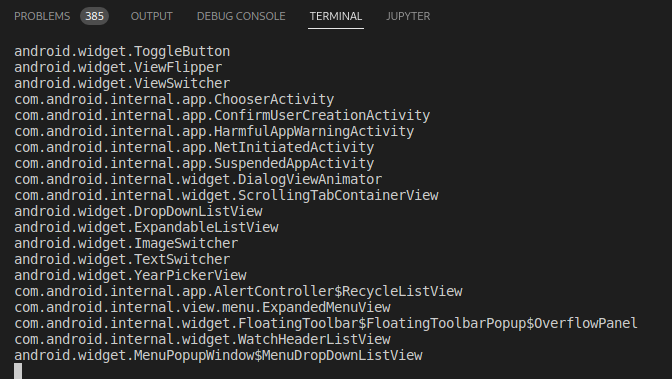 PROBLEMS 385 OUTPUT DEBUG CONSOLE TERMINAL JUPYTER
android.widget.ToggleButton
android.widget.ViewFlipper
android.widget.ViewSwitcher
com.android.internal.app.ChooserActivity
com.android.internal.app.ConfirmUserCreationActivity
com.android.internal.app.HarmfulAppWarningActivity
com.android.internal.app.NetInitiatedActivity
com.android.internal.app.SuspendedAppActivity
com.android.internal.widget.DialogViewAnimator
com.android.internal.widget.ScrollingTabContainerView
android.widget.DropDownListView
android.widget.ExpandableListView
android.widget.ImageSwitcher
android.widget.TextSwitcher
android.widget.YearPickerView
com.android.internal.app.AlertController$RecycleListView
com.android.internal.view.menu.ExpandedMenuView
com.android.internal.widget.FloatingToolbar$FloatingToolbarPopup$OverflowPanel
com.android.internal.widget.WatchHeaderListView
android.widget.MenuPopupWindow$MenuDropDownListView